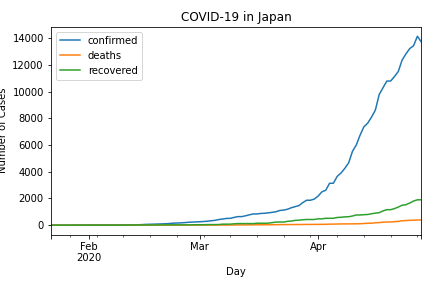 COVID-19 in Japan
confirmed
deaths
recovered
14000
12000
10000
8000
6000
4000
2000
0
Number of Cases
Feb
2020
Mar
Apr
Day